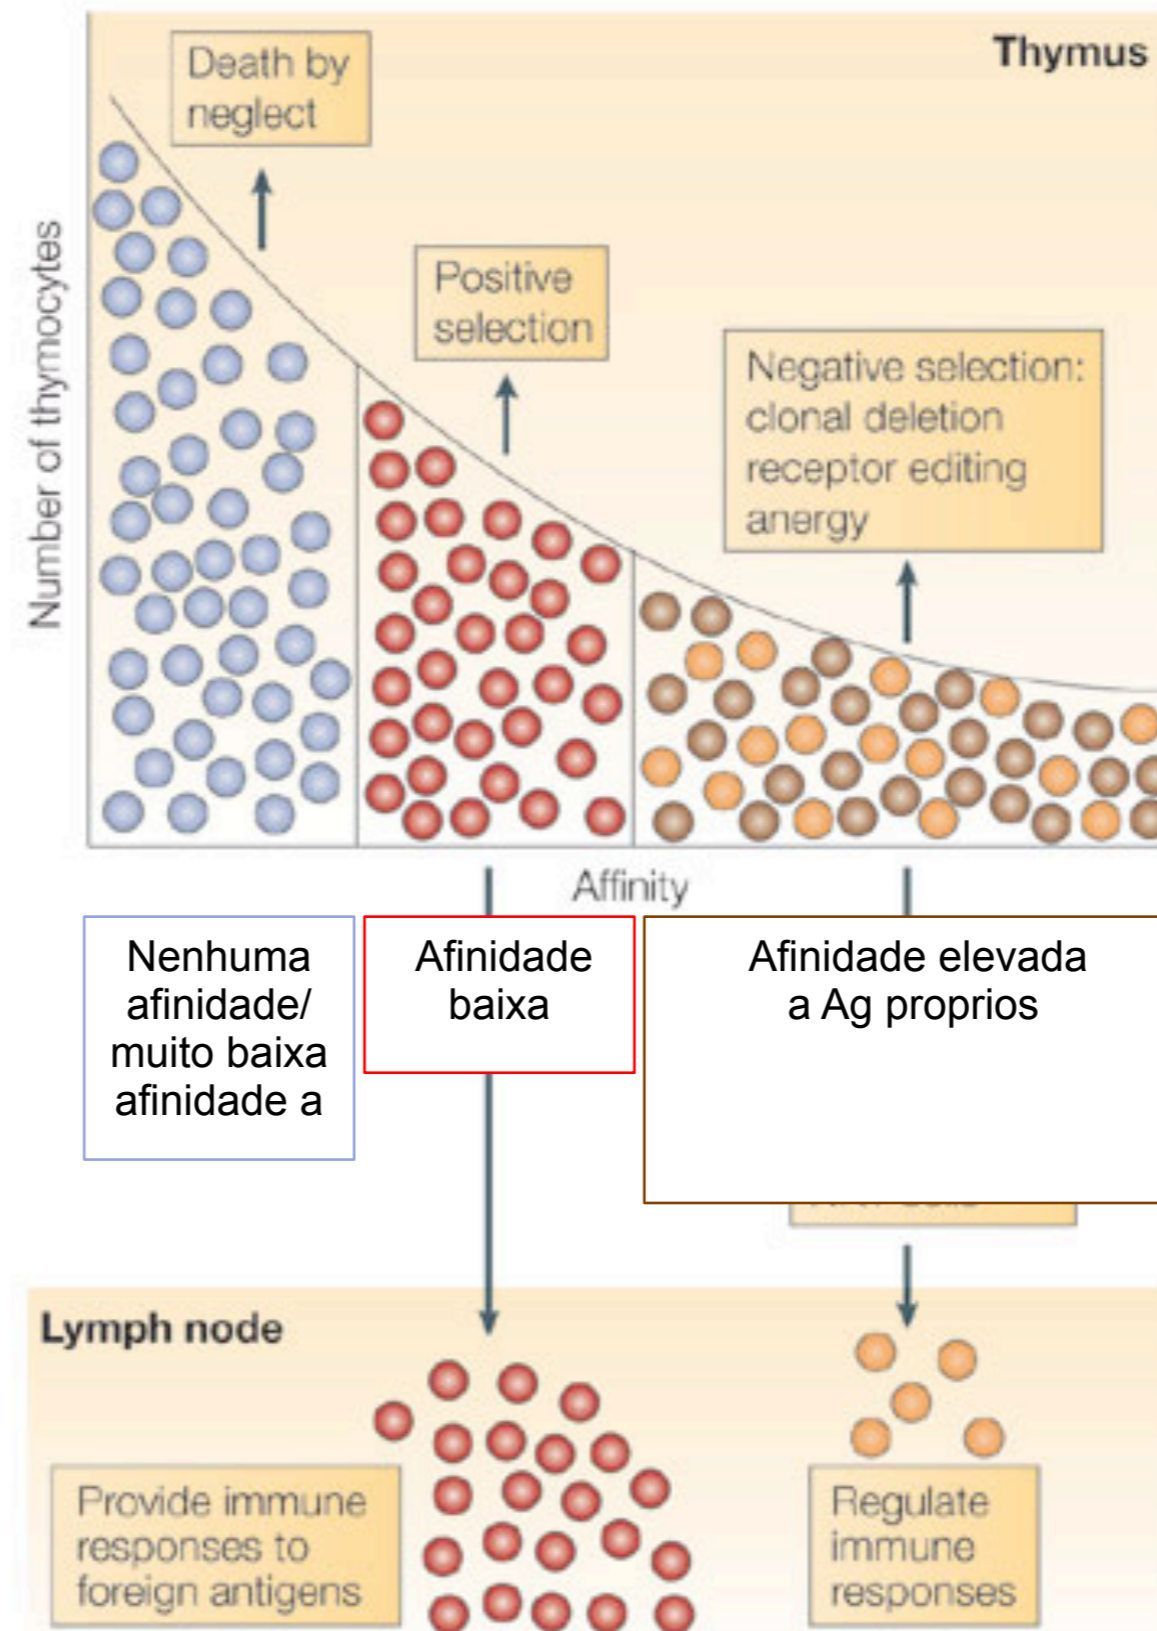 Thymus
Death by
neglect
Positive
selection
Negative selection:
clonal deletion
receptor editing
anergy
Number of thymocytes
Affinity
Nenhuma
afinidade/
muito baixa
afinidade a
Afinidade
baixa
Afinidade elevada
a Ag proprios
Lymph node
Provide immune
responses to
foreign antigens
Regulate
immune
responses